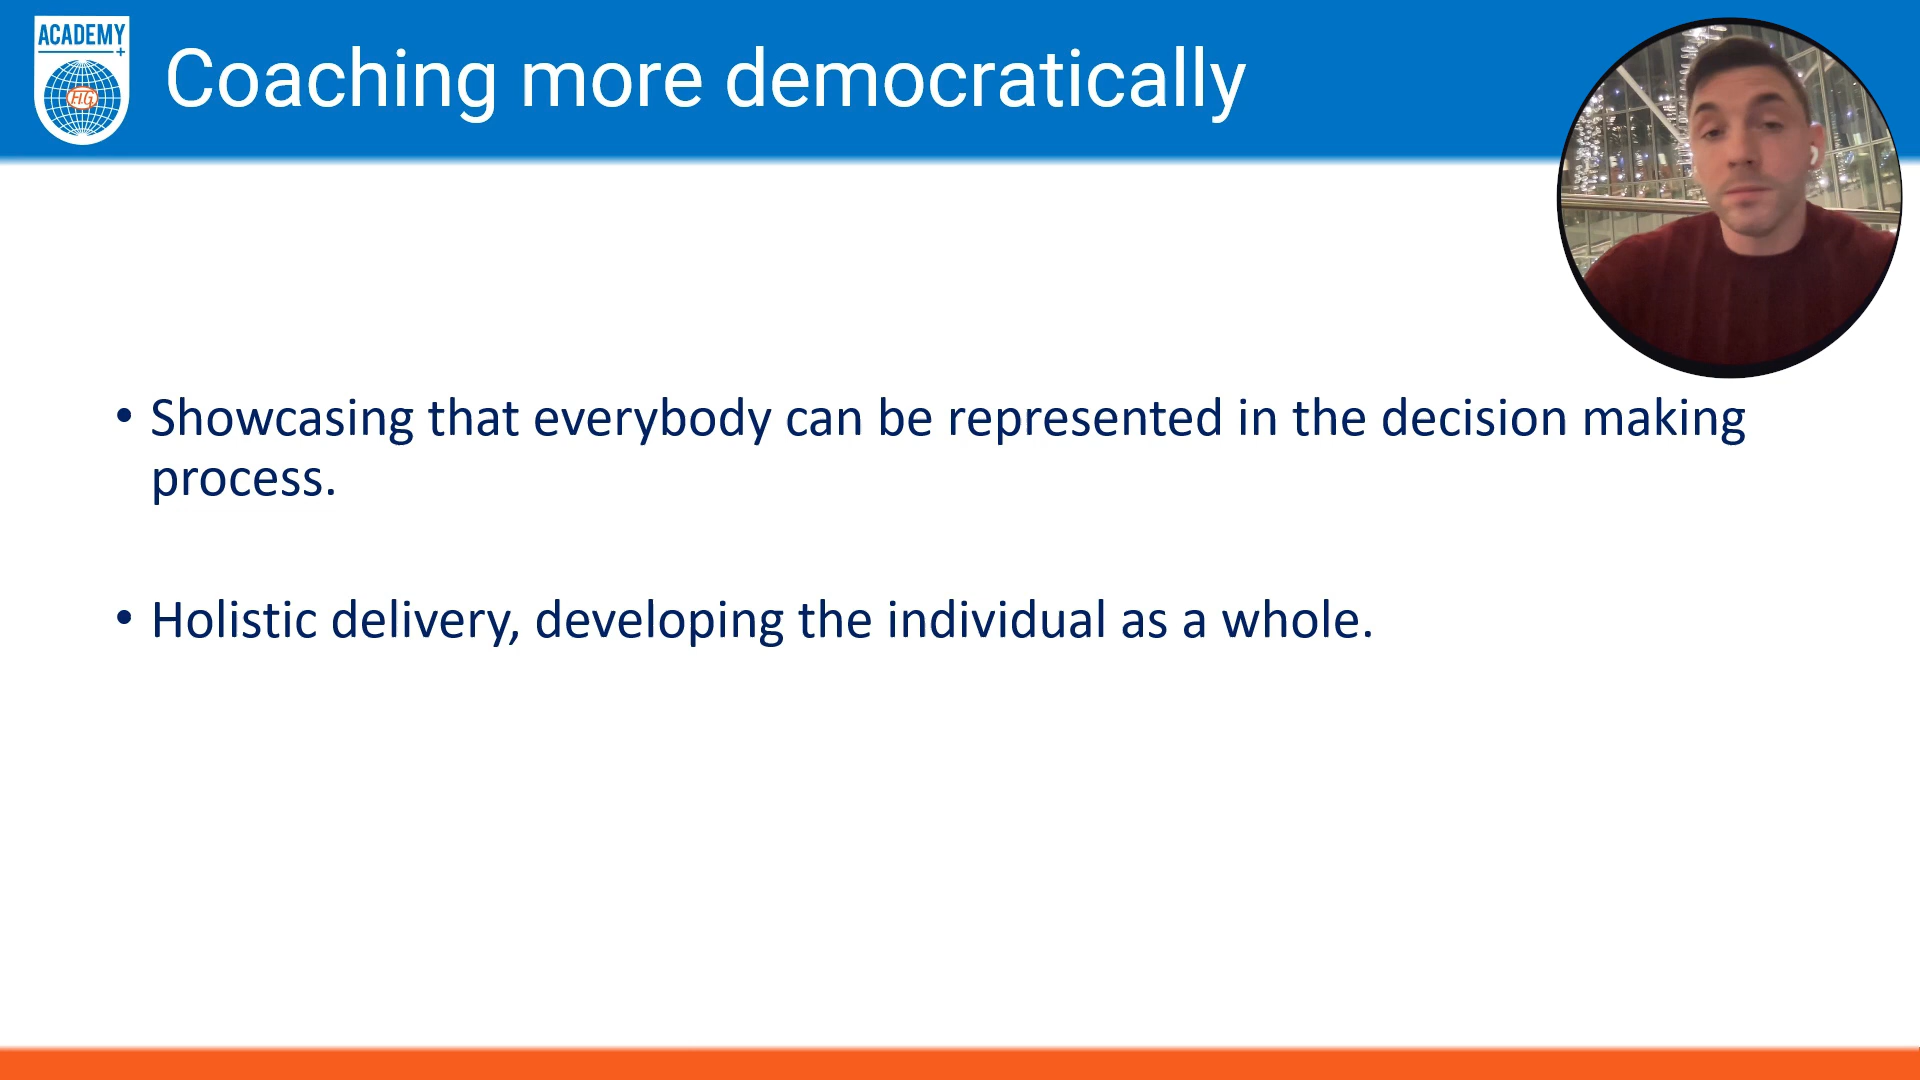 ACADEMY
+
FIG
Coaching more democratically
• Showcasing that everybody can be represented in the decision making
process.
• Holistic delivery, developing the individual as a whole.